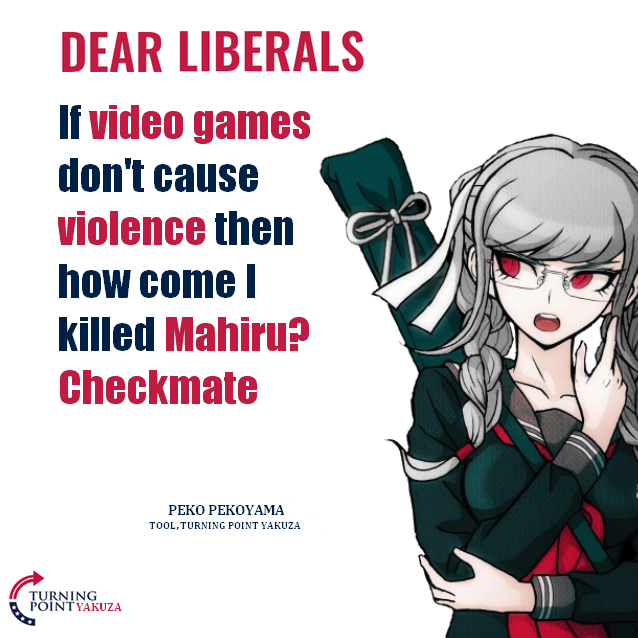 DEAR LIBERALS
If video games
don't cause
violence then
how come I
killed Mahiru?
Checkmate
PEKO PEKOYAMA
TOOL, TURNING POINT YAKUZA
TURNING
POINT YAKUZA